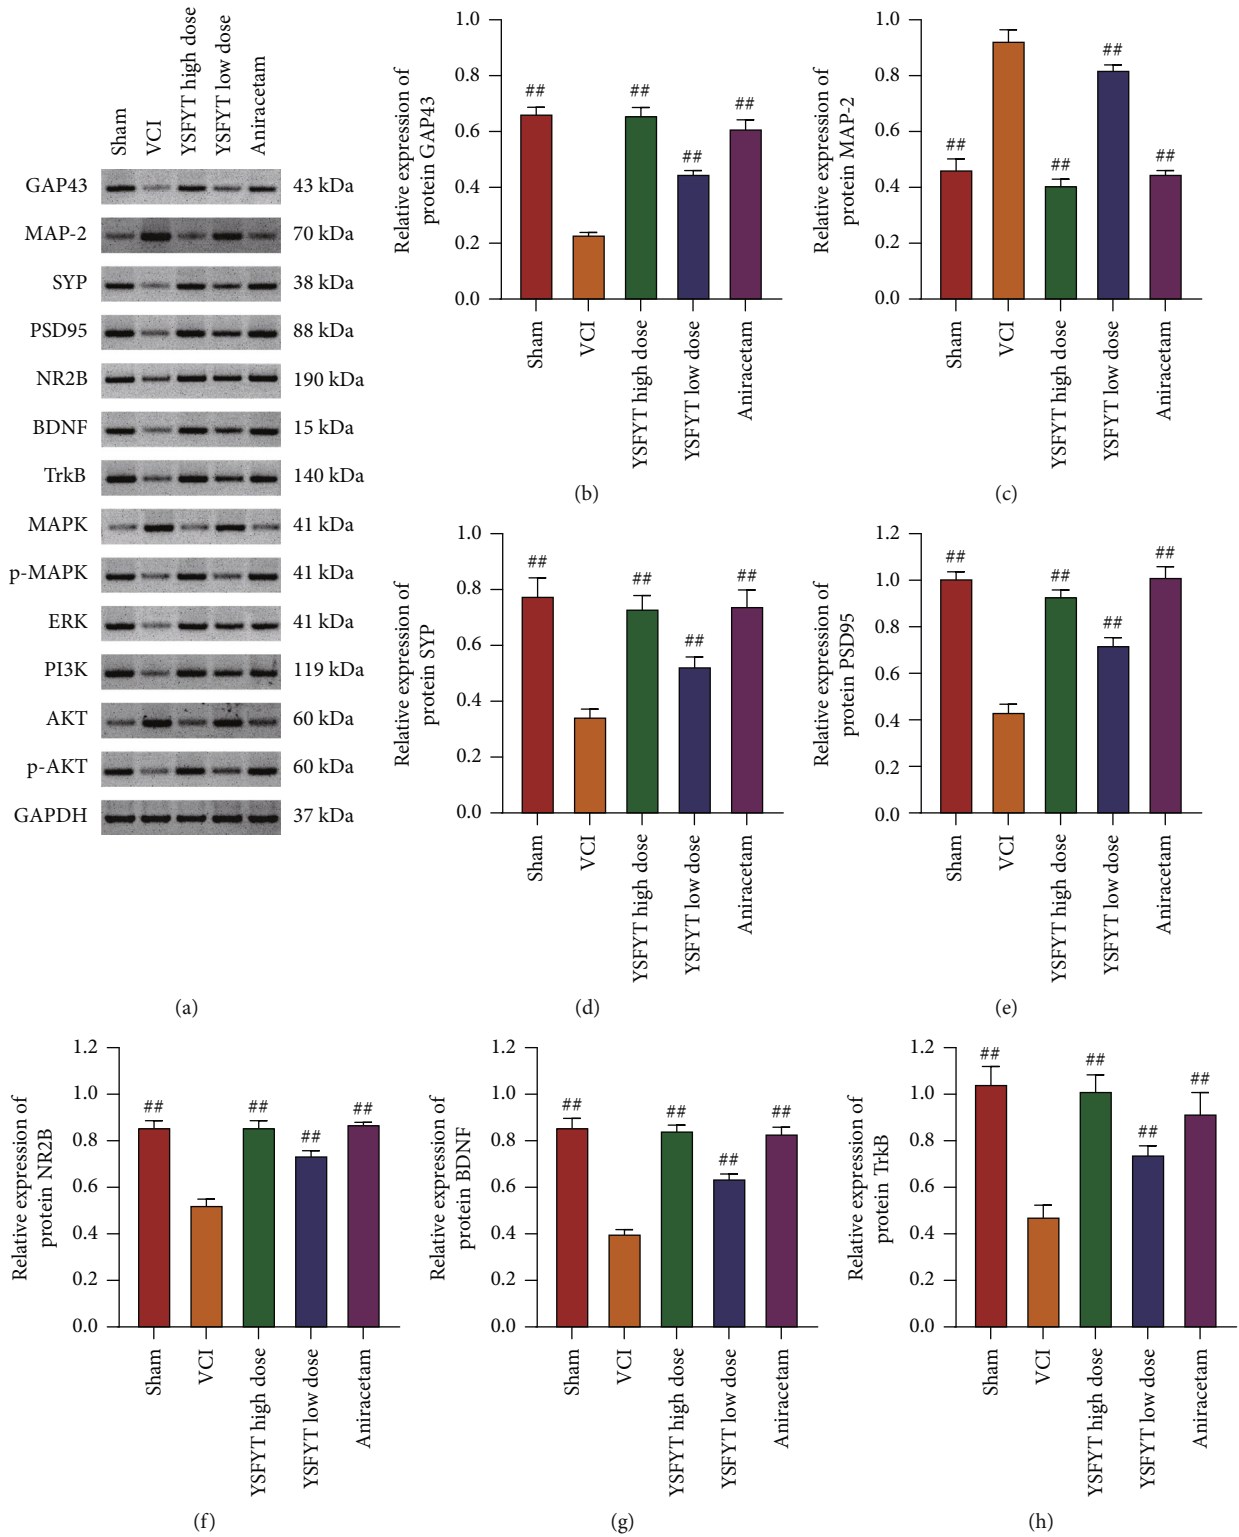 Sham
VCI
YSFYT high dose
YSFYT low dose
Aniracetam
GAP43 43 kDa
MAP-2 70 kDa
SYP 38 kDa
PSD95 88 kDa
NR2B 190 kDa
BDNF 15 kDa
TrkB 140 kDa
MAPK 41 kDa
p-MAPK 41 kDa
ERK 41 kDa
PI3K 119 kDa
AKT 60 kDa
p-AKT 60 kDa
GAPDH 37 kDa
(a)
Relative expression of
protein GAP43
1.0
0.8
0.6
0.4
0.2
0.0
## ## ## ##
Sham
VCI
YSFYT high dose
YSFYT low dose
Aniracetam
(b)
Relative expression of
protein MAP-2
1.0
0.8
0.6
0.4
0.2
0.0
## ## ## ##
Sham
VCI
YSFYT high dose
YSFYT low dose
Aniracetam
(c)
Relative expression of
protein SYP
1.0
0.8
0.6
0.4
0.2
0.0
## ## ## ##
Sham
VCI
YSFYT high dose
YSFYT low dose
Aniracetam
(d)
Relative expression of
protein PSD95
1.2
1.0
0.8
0.6
0.4
0.2
0.0
## ## ## ##
Sham
VCI
YSFYT high dose
YSFYT low dose
Aniracetam
(e)
Relative expression of
protein NR2B
1.2
1.0
0.8
0.6
0.4
0.2
0.0
## ## ## ##
Sham
VCI
YSFYT high dose
YSFYT low dose
Aniracetam
(f)
Relative expression of
protein BDNF
1.2
1.0
0.8
0.6
0.4
0.2
0.0
## ## ## ##
Sham
VCI
YSFYT high dose
YSFYT low dose
Aniracetam
(g)
Relative expression of
protein TrkB
1.2
1.0
0.8
0.6
0.4
0.2
0.0
## ## ## ##
Sham
VCI
YSFYT high dose
YSFYT low dose
Aniracetam
(h)